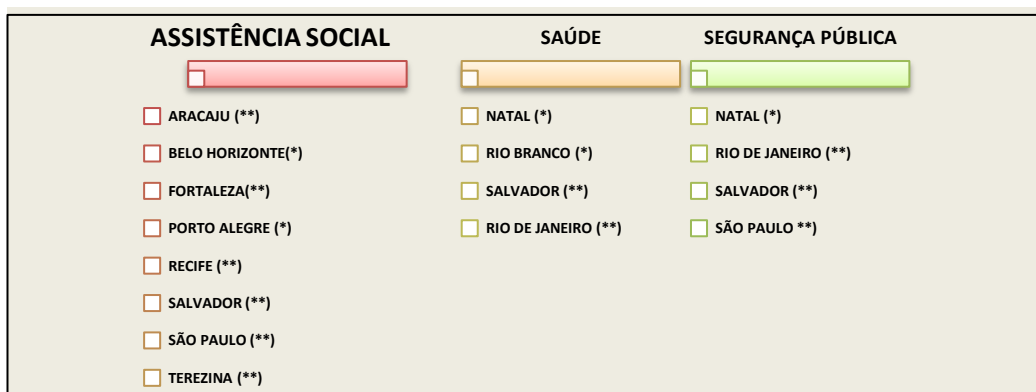 ASSISTÊNCIA SOCIAL
ARACAJU (**)
BELO HORIZONTE(*)
FORTALEZA(**)
PORTO ALEGRE (*)
RECIFE (**)
SALVADOR (**)
SÃO PAULO (**)
TEREZINA (**)
SAÚDE
NATAL (*)
RIO BRANCO (*)
SALVADOR (**)
RIO DE JANEIRO (**)
SEGURANÇA PÚBLICA
NATAL (*)
RIO DE JANEIRO (**)
SALVADOR (**)
SÃO PAULO **)